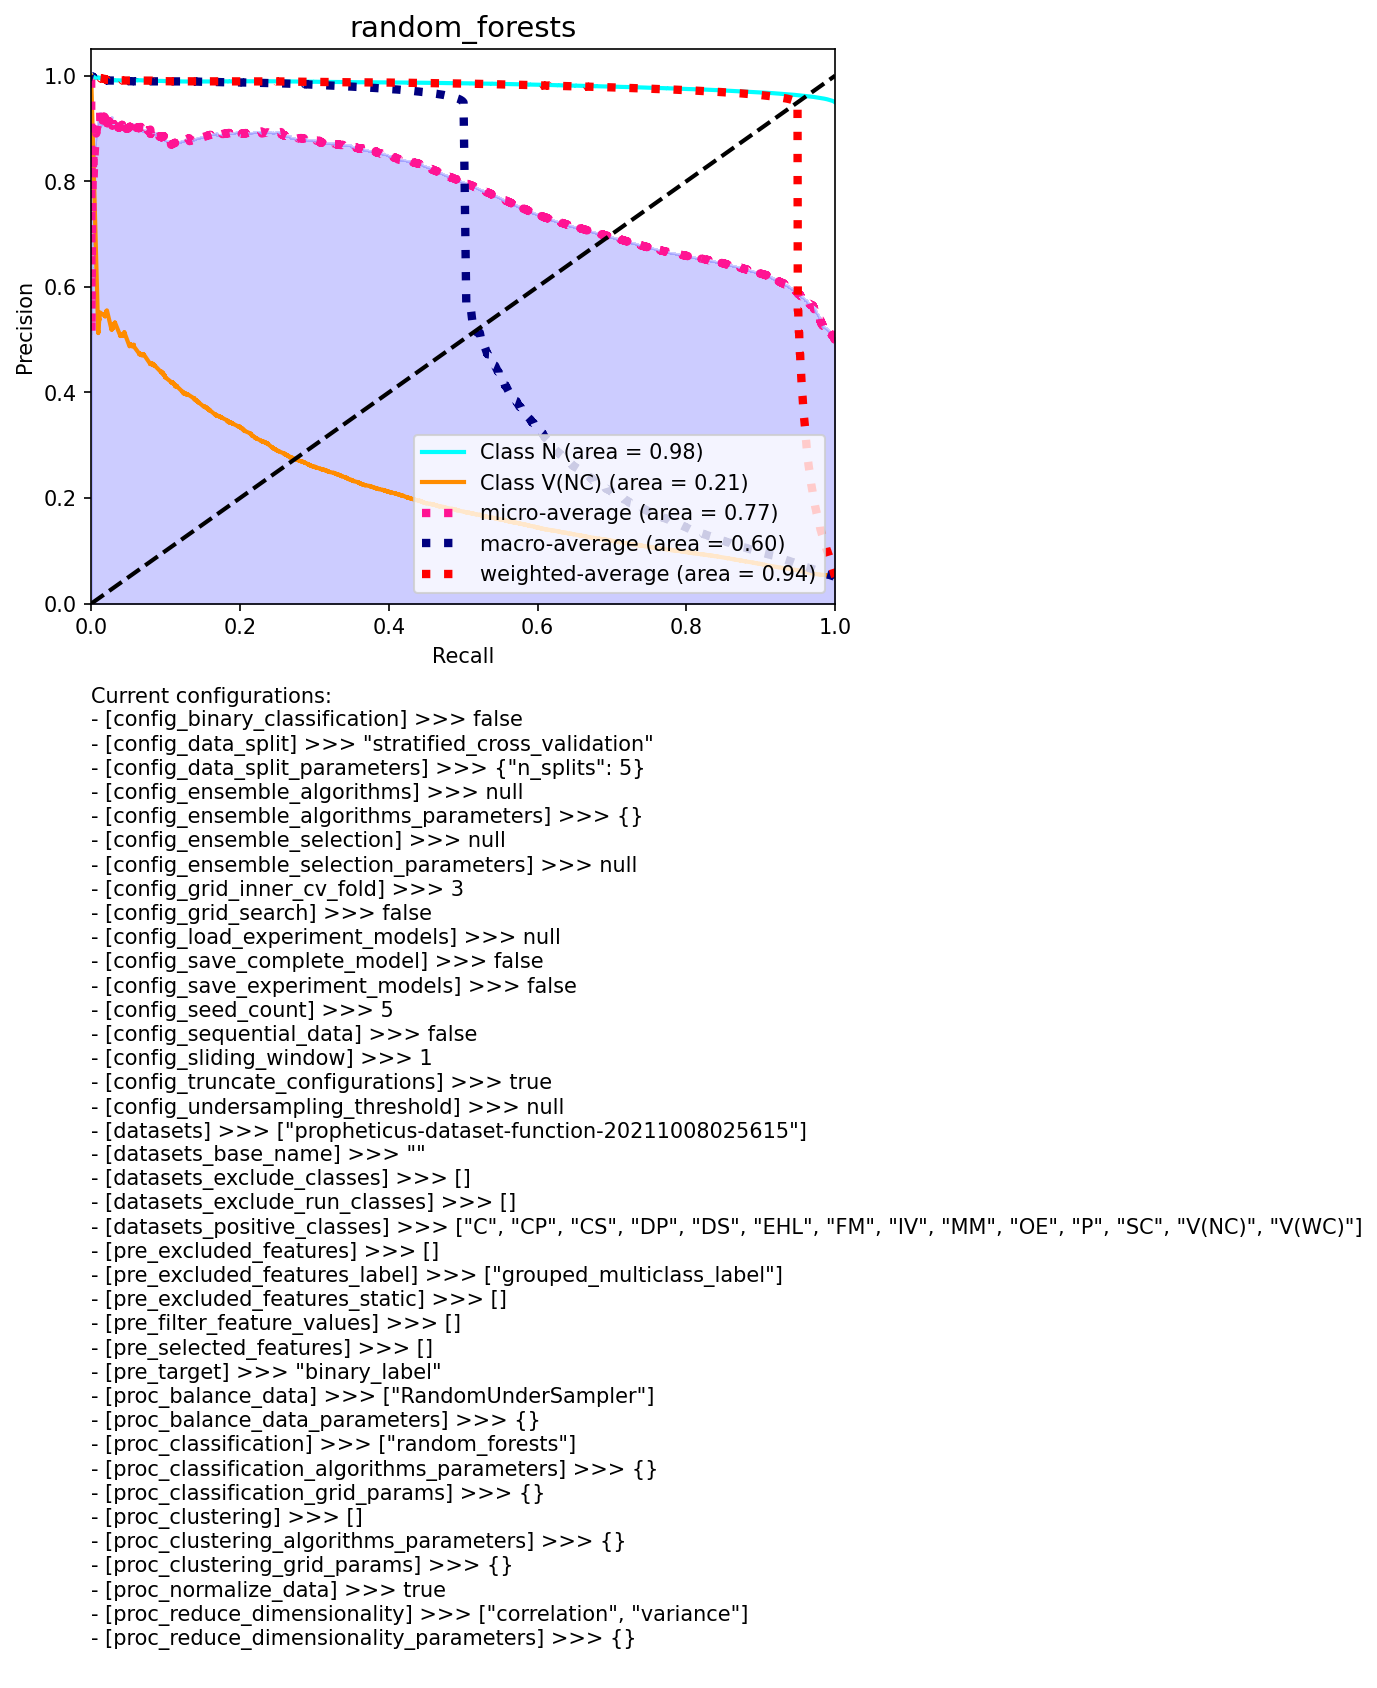 random_forests
1.0
0.8
0.6
0.4
0.2
0.0
Precision
Class N (area = 0.98)
Class V(NC) (area = 0.21)
micro-average (area = 0.77)
macro-average (area = 0.60)
weighted-average (area = 0.94)
0.0 0.2 0.4 0.6 0.8 1.0
Recall
Current configurations:
- [config_binary_classification] >>> false
- [config_data_split] >>> "stratified_cross_validation"
- [config_data_split_parameters] >>> {"n_splits": 5}
- [config_ensemble_algorithms] >>> null
- [config_ensemble_algorithms_parameters] >>> {}
- [config_ensemble_selection] >>> null
- [config_ensemble_selection_parameters] >>> null
- [config_grid_inner_cv_fold] >>> 3
- [config_grid_search] >>> false
- [config_load_experiment_models] >>> null
- [config_save_complete_model] >>> false
- [config_save_experiment_models] >>> false
- [config_seed_count] >>> 5
- [config_sequential_data] >>> false
- [config_sliding_window] >>> 1
- [config_truncate_configurations] >>> true
- [config_undersampling_threshold] >>> null
- [datasets] >>> ["propheticus-dataset-function-20211008025615"]
- [datasets_base_name] >>> ""
- [datasets_exclude_classes] >>> []
- [datasets_exclude_run_classes] >>> []
- [datasets_positive_classes] >>> ["C", "CP", "CS", "DP", "DS", "EHL", "FM", "IV", "MM", "OE", "P", "SC", "V(NC)", "V(WC)"]
- [pre_excluded_features] >>> []
- [pre_excluded_features_label] >>> ["grouped_multiclass_label"]
- [pre_excluded_features_static] >>> []
- [pre_filter_feature_values] >>> []
- [pre_selected_features] >>> []
- [pre_target] >>> "binary_label"
- [proc_balance_data] >>> ["RandomUnderSampler"]
- [proc_balance_data_parameters] >>> {}
- [proc_classification] >>> ["random_forests"]
- [proc_classification_algorithms_parameters] >>> {}
- [proc_classification_grid_params] >>> {}
- [proc_clustering] >>> []
- [proc_clustering_algorithms_parameters] >>> {}
- [proc_clustering_grid_params] >>> {}
- [proc_normalize_data] >>> true
- [proc_reduce_dimensionality] >>> ["correlation", "variance"]
- [proc_reduce_dimensionality_parameters] >>> {}